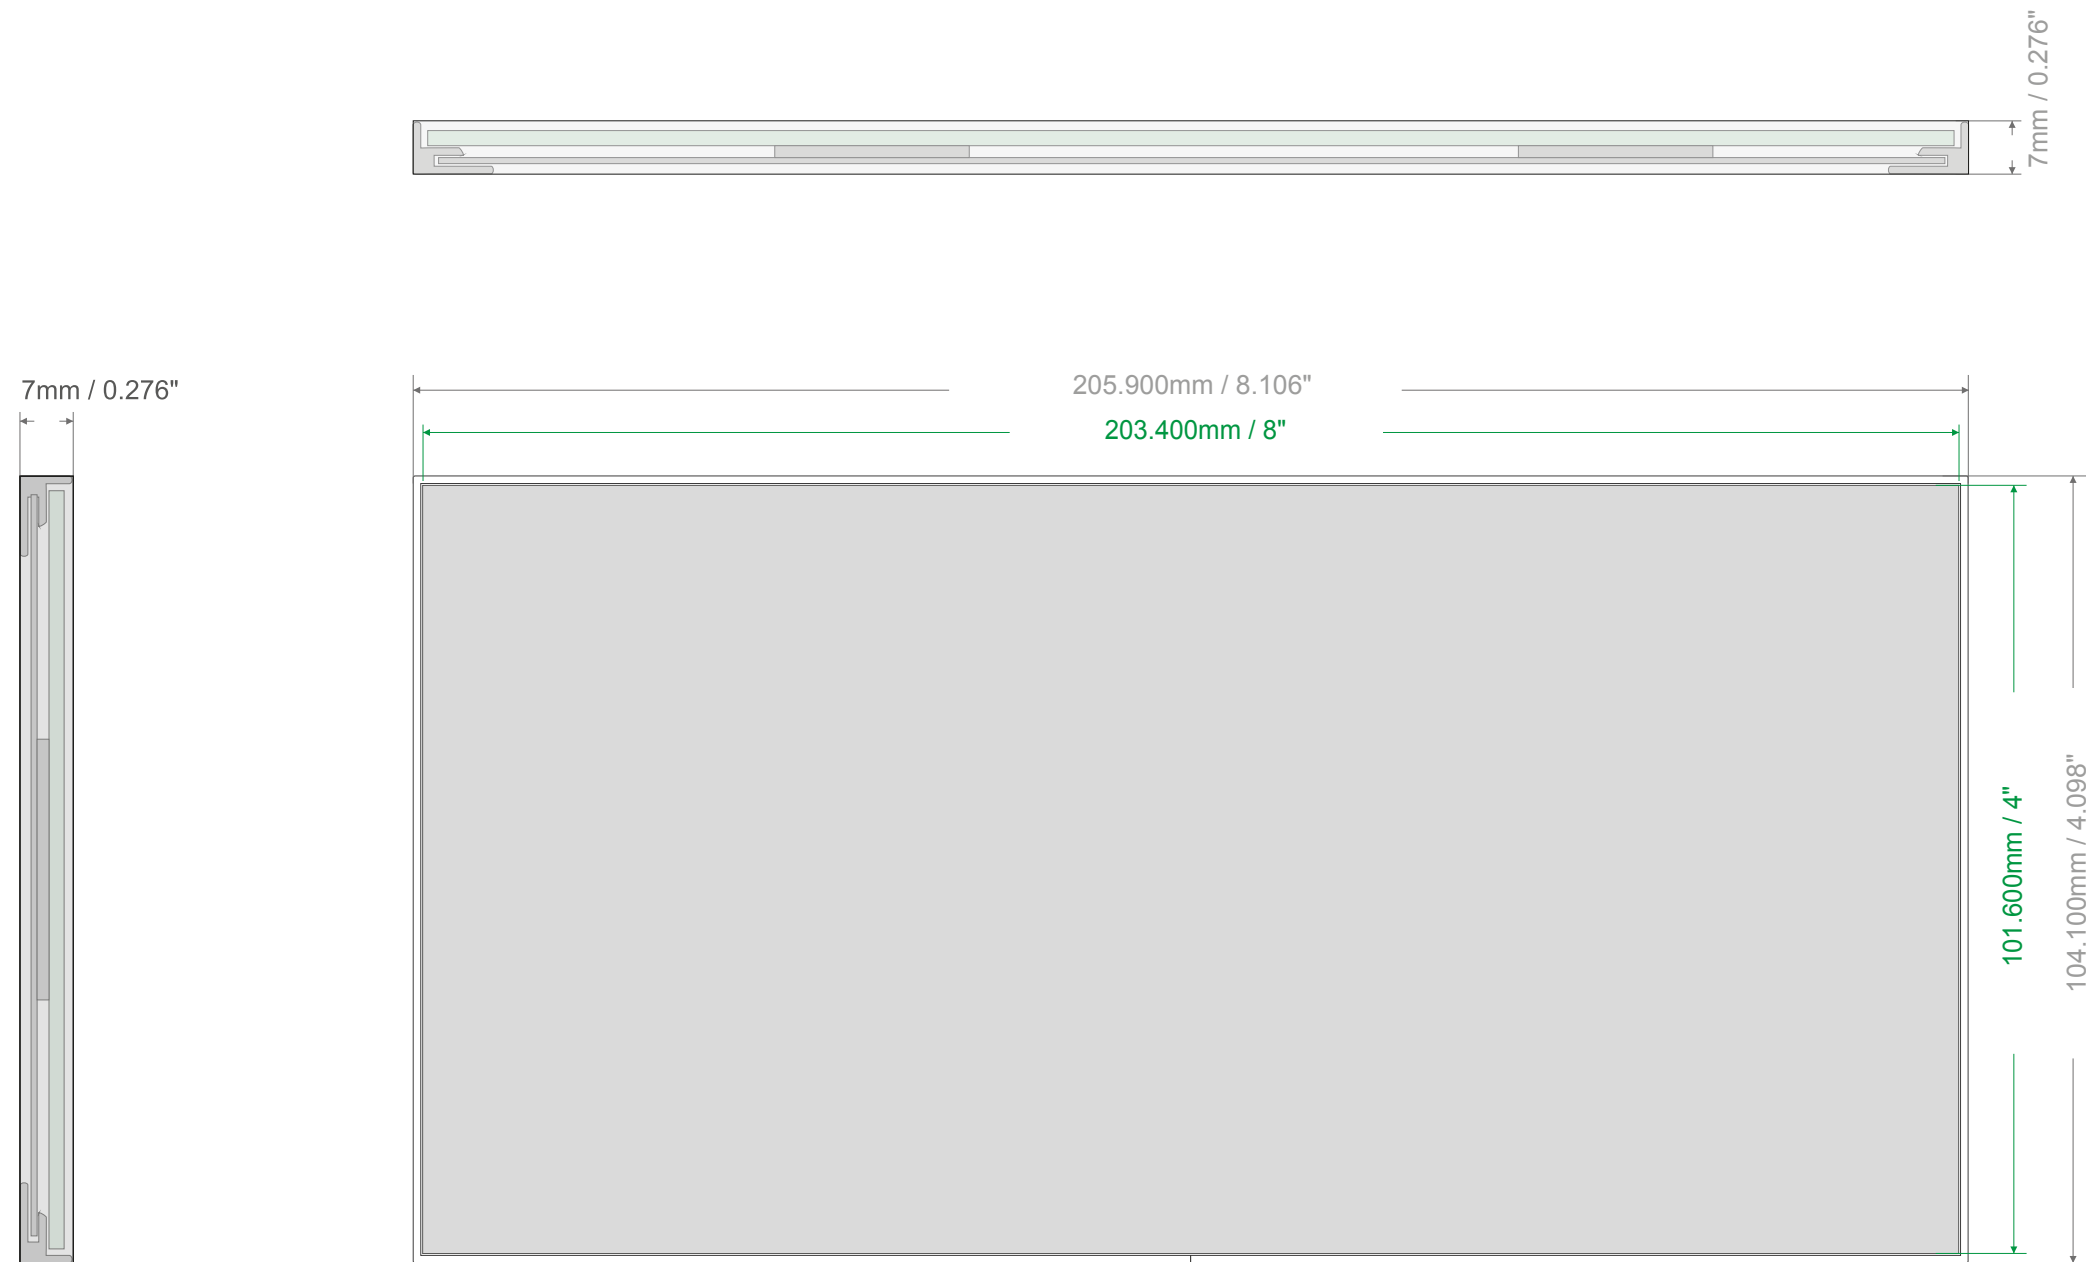 7mm / 0.276"
7mm / 0.276"
205.900mm / 8.106"
203.400mm / 8"
101.600mm / 4"
104.100mm / 4.098"